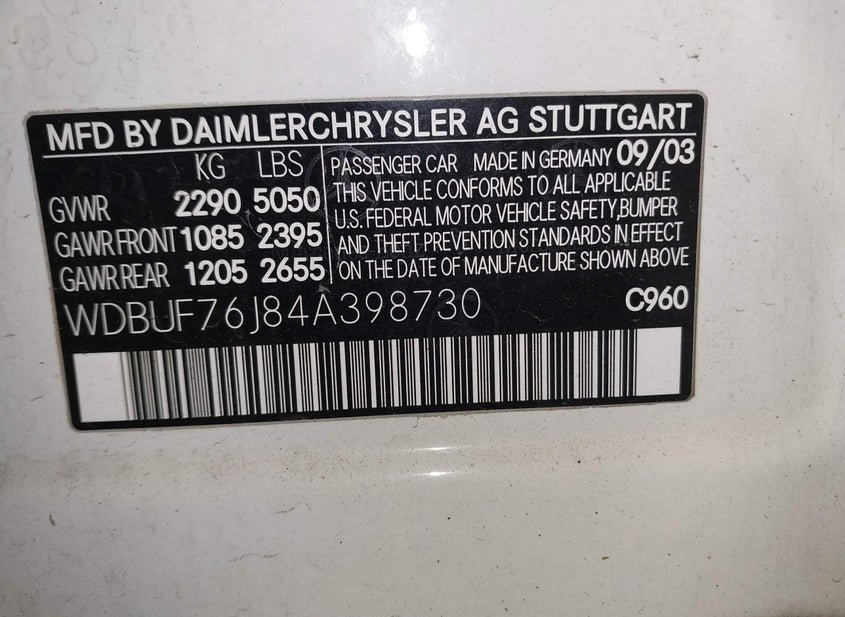 MFD BY DAIMLERCHRYSLER AG STUTTGART
KG LBS
GVWR 2290 5050
GAWR FRONT 1085 2395
GAWR REAR 1205 2655
PASSENGER CAR MADE IN GERMANY 09/03
THIS VEHICLE CONFORMS TO ALL APPLICABLE
U.S. FEDERAL MOTOR VEHICLE SAFETY,BUMPER
AND THEFT PREVENTION STANDARDS IN EFFECT
ON THE DATE OF MANUFACTURE SHOWN ABOVE
WDBUF76J84A398730 C960